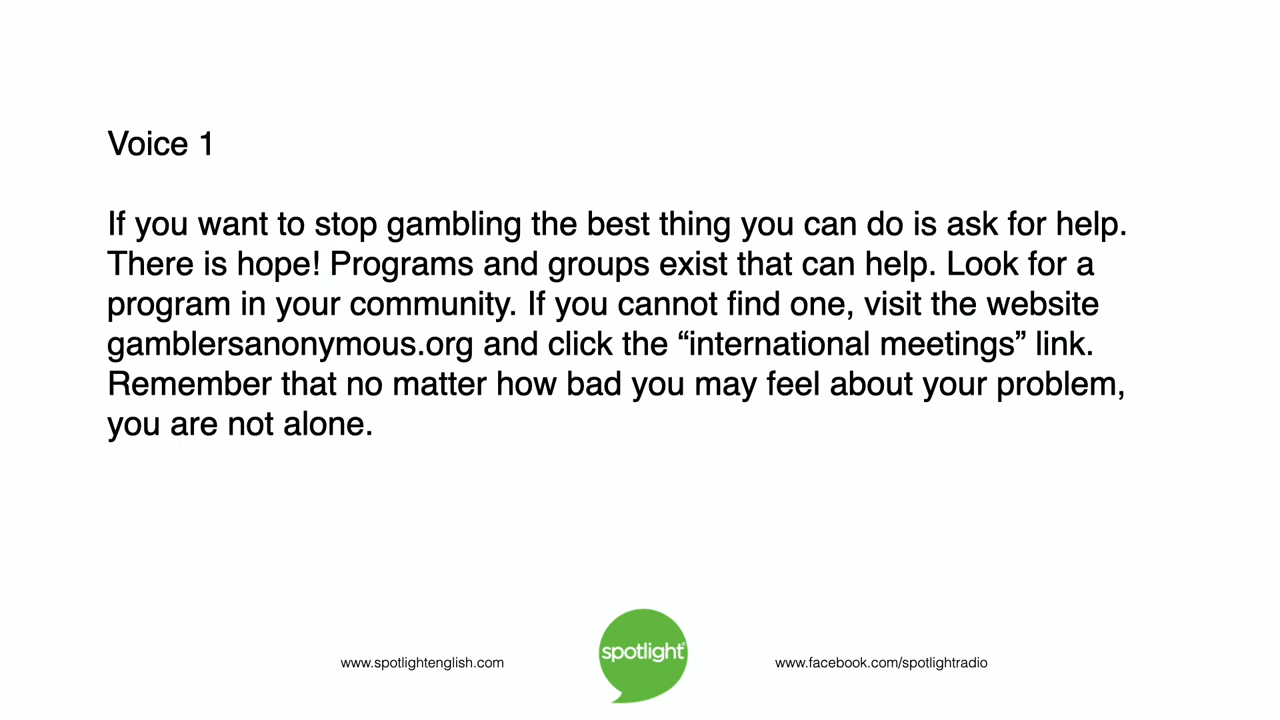 Voice 1
If you want to stop gambling the best thing you can do is ask for help.
There is hope! Programs and groups exist that can help. Look for a
program in your community. If you cannot find one, visit the website
gamblersanonymous.org and click the “international meetings” link.
Remember that no matter how bad you may feel about your problem,
you are not alone.
www.spotlightenglish.com
spotlight
www.facebook.com/spotlightradio